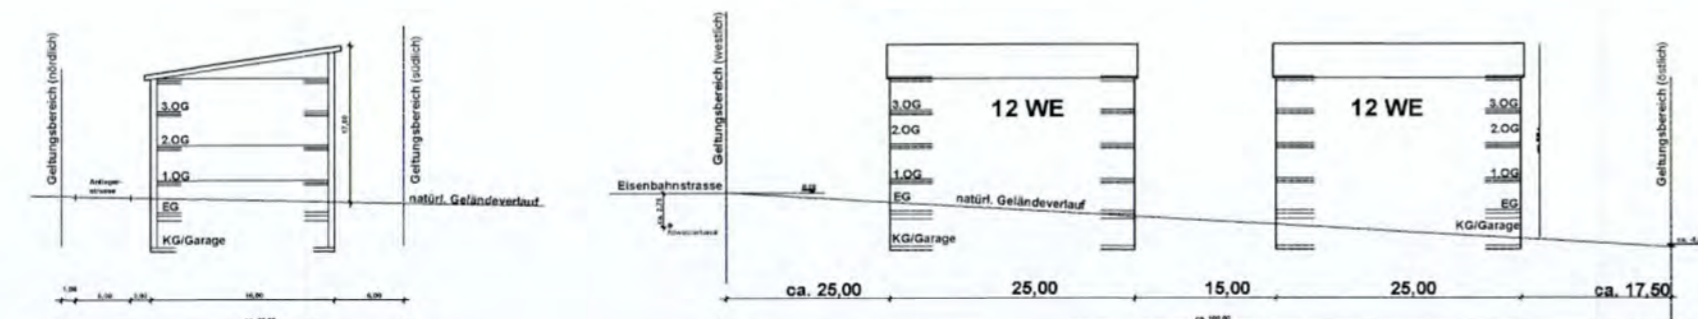 Geltungsbereich (nördlich)
3.OG
2.OG
1.OG
EG
KG/Garage
Geltungsbereich (südlich)
natürl. Geländeverlauf
Geltungsbereich (westlich)
Eisenbahnstrasse
3.OG
2.OG
1.OG
EG
KG/Garage
12 WE
natürl. Geländeverlauf
12 WE
3.OG
2.OG
1.OG
EG
KG/Garage
Geltungsbereich (östlich)
ca. 25,00
25,00
15,00
25,00
ca. 17,50